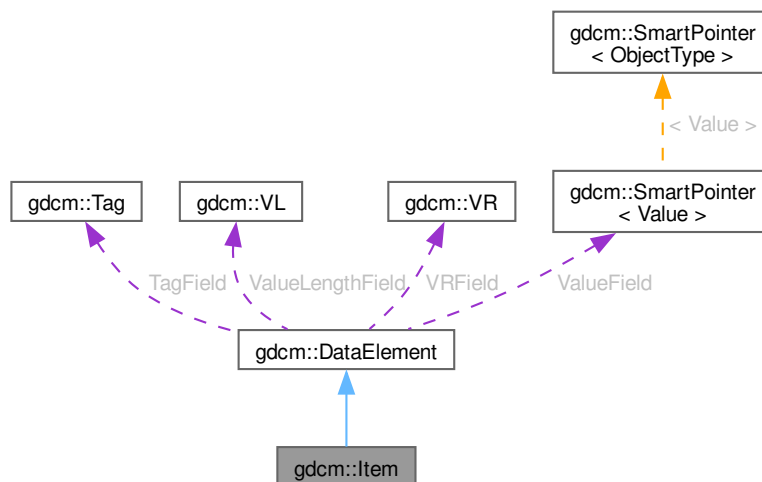 gdcm::SmartPointer
< ObjectType >
< Value >
gdcm::Tag
gdcm::VL
gdcm::VR
gdcm::SmartPointer
< Value >
TagField
ValueLengthField
VRField
ValueField
gdcm::DataElement
gdcm::Item